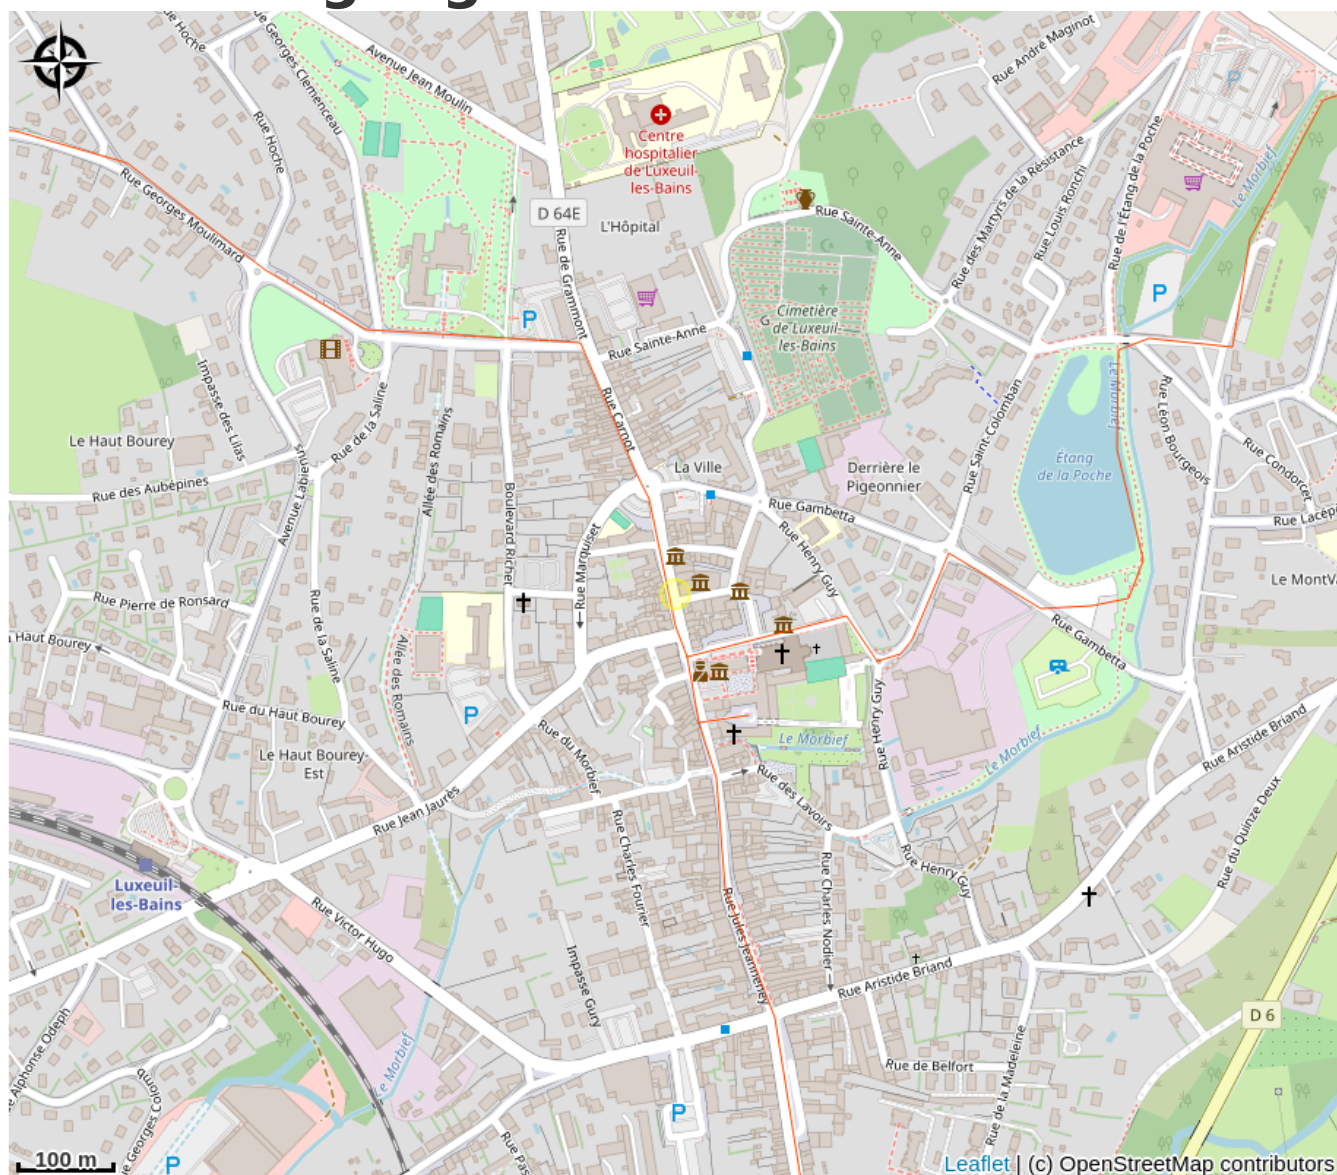 Rue Hoche
Rue Georges Clemenceau
Avenue Jean Moulin
Rue Hoche
Rue André Maginot
P
Centre
hospitalier
de Luxeuil-
les-Bains
Rue des Martyrs de la Résistance
Rue de l'Étang de la Poche
Le Morbief
Rue Georges Moulimard
D 64E
L'Hôpital
Rue Sainte-Anne
Rue Louis Ronchi
Rue de Grammont
P
P
Cimetière
de Luxeuil-
les-Bains
Rue Sainte-Anne
Impasse des Lilas
Rue de la Saline
Allée des Romains
Rue Carnot
Rue Saint-Colomban
Le Morbief
Rue Léon Bourgeois
Le Haut Bourey
Rue des Aubépines
Avenue Labienus
Boulevard Richet
La Ville
Derrière le
Pigeonnier
Étang
de la Poche
Rue Condorcet
Rue Gambetta
Rue Marquiset
Rue Henry Guy
Rue Lacépè
Le MontVa
Rue Pierre de Ronsard
Rue de la Saline
Haut Bourey
Allée des Romains
Rue Gambetta
Rue du Haut Bourey
P
Rue du Morbief
Le Morbief
Rue Henry Guy
Le Morbief
Rue Aristide Briand
Le Haut Bourey-
Est
Rue Jean Jaurès
Rue des Lavoirs
Rue du Quinze Deux
Luxeuil-
les-Bains
Rue Charles Fourier
Rue Charles Nodier
Rue Henry Guy
Rue Victor Hugo
Rue Jules Jeanneney
Impasse Gury
Rue Aristide Briand
D 6
Alphonse Odeph
Le Morbief
Rue de Belfort
Rue de la Madeleine
Rue Georges Colomb
P
P
Rue Pas
100 m
Leaflet | (c) OpenStreetMap contributors